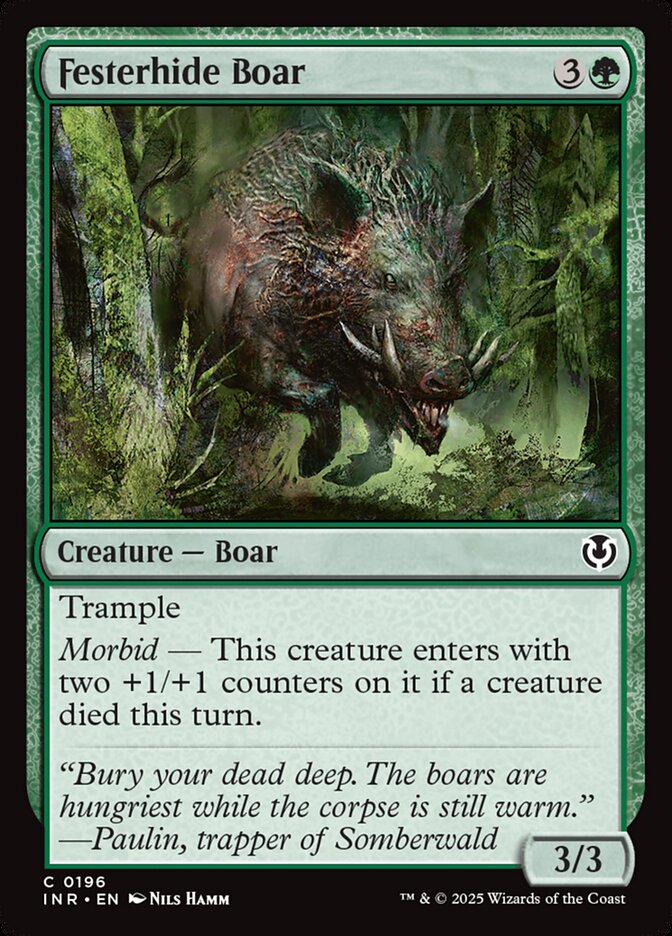 Festerhide Boar 3
Creature — Boar
Trample
Morbid — This creature enters with
two +1/+1 counters on it if a creature
died this turn.
“Bury your dead deep. The boars are
hungriest while the corpse is still warm.”
—Paulin, trapper of Somberwald
3/3
C 0196
INR • EN Nils Hamm
™ & © 2025 Wizards of the Coast